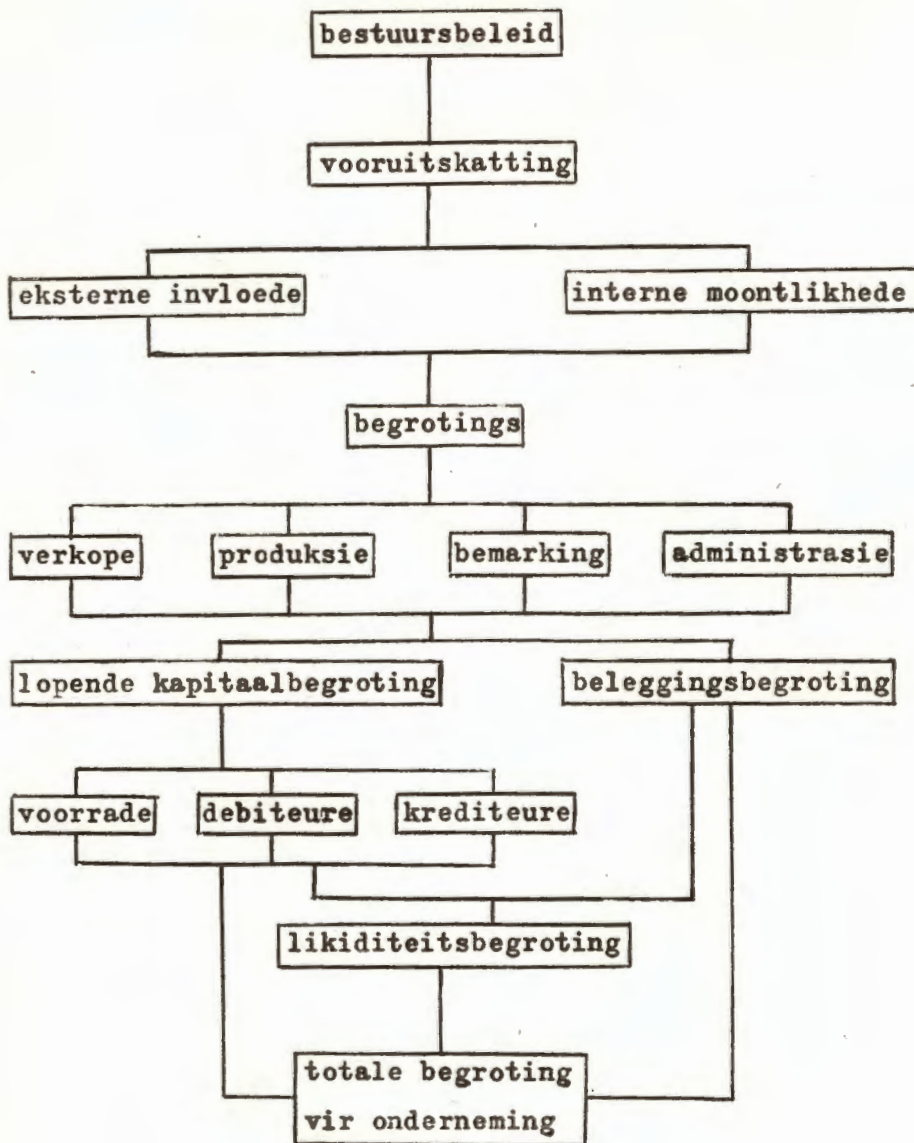 bestuursbeleid
vooruitskatting
eksterne invloede
interne moontlikhede
begrotings
verkope
produksie
bemarking
administrasie
lopende kapitaalbegroting
beleggingsbegroting
voorrade
debiteure
krediteure
likiditeitsbegroting
totale begroting
vir onderneming